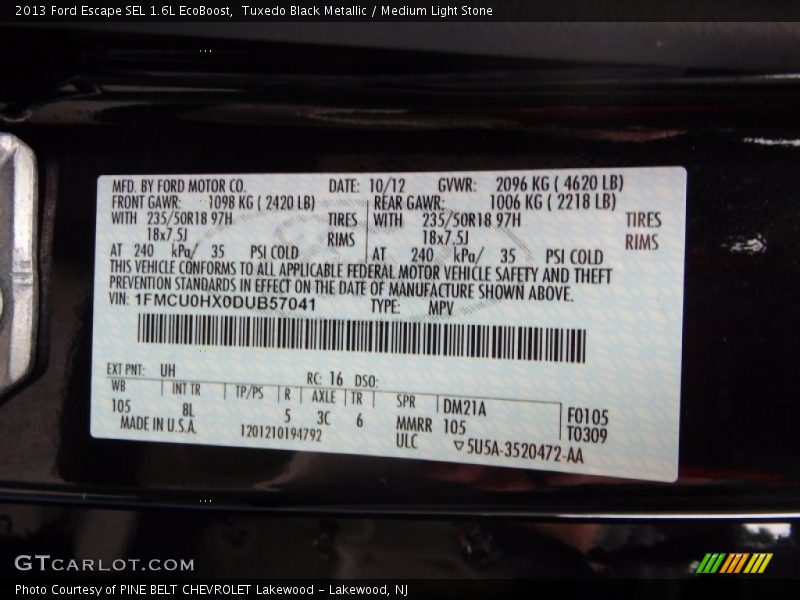 2013 Ford Escape SEL 1.6L EcoBoost, Tuxedo Black Metallic / Medium Light Stone
MFD. BY FORD MOTOR CO. DATE: 10/12 GVWR: 2096 KG ( 4620 LB)
FRONT GAWR: 1098 KG ( 2420 LB) REAR GAWR: 1006 KG ( 2218 LB)
WITH 235/50R18 97H TIRES WITH 235/50R18 97H TIRES
18x7.5J RIMS 18x7.5J RIMS
AT 240 kPa/ 35 PSI COLD AT 240 kPa/ 35 PSI COLD
THIS VEHICLE CONFORMS TO ALL APPLICABLE FEDERAL MOTOR VEHICLE SAFETY AND THEFT
PREVENTION STANDARDS IN EFFECT ON THE DATE OF MANUFACTURE SHOWN ABOVE.
VIN: 1FMCU0HX0DUB57041 TYPE: MPV
EXT PNT: UH RC: 16 DSO:
WB INT TR TP/PS R AXLE TR SPR DM21A F0105
105 8L 5 3C 6 MMRR 105 T0309
MADE IN U.S.A. 1201210194792 ULC ▽5U5A-3520472-AA
GTCARLOT.COM
Photo Courtesy of PINE BELT CHEVROLET Lakewood - Lakewood, NJ